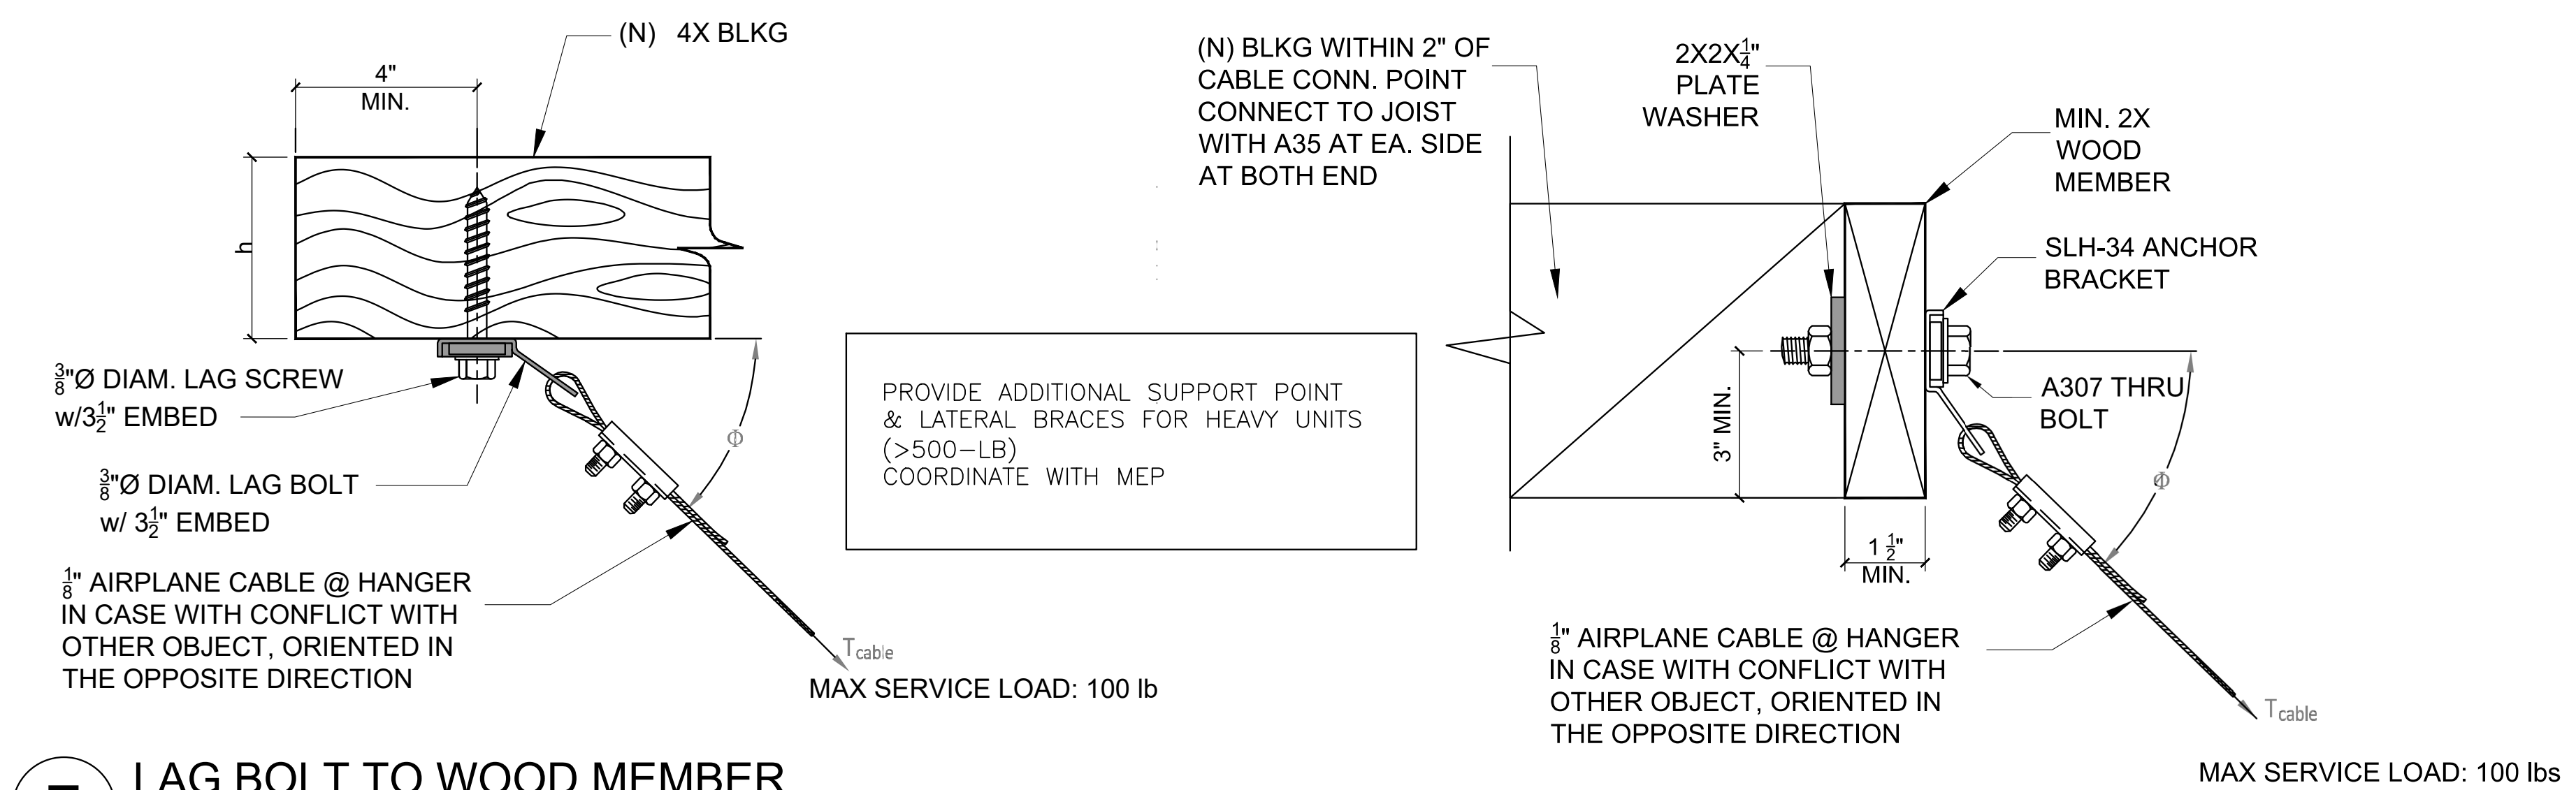 (N) 4X BLKG
4"
MIN.
h
⅜"Ø DIAM. LAG SCREW
w/3½" EMBED
⅜"Ø DIAM. LAG BOLT
w/ 3½" EMBED
⅛" AIRPLANE CABLE @ HANGER
IN CASE WITH CONFLICT WITH
OTHER OBJECT, ORIENTED IN
THE OPPOSITE DIRECTION
Φ
Tcable
MAX SERVICE LOAD: 100 lb
LAG BOLT TO WOOD MEMBER
PROVIDE ADDITIONAL SUPPORT POINT
& LATERAL BRACES FOR HEAVY UNITS
(>500-LB)
COORDINATE WITH MEP
(N) BLKG WITHIN 2" OF
CABLE CONN. POINT
CONNECT TO JOIST
WITH A35 AT EA. SIDE
AT BOTH END
2X2X¼"
PLATE
WASHER
MIN. 2X
WOOD
MEMBER
SLH-34 ANCHOR
BRACKET
A307 THRU
BOLT
3" MIN.
1 ½"
MIN.
Φ
⅛" AIRPLANE CABLE @ HANGER
IN CASE WITH CONFLICT WITH
OTHER OBJECT, ORIENTED IN
THE OPPOSITE DIRECTION
Tcable
MAX SERVICE LOAD: 100 lbs